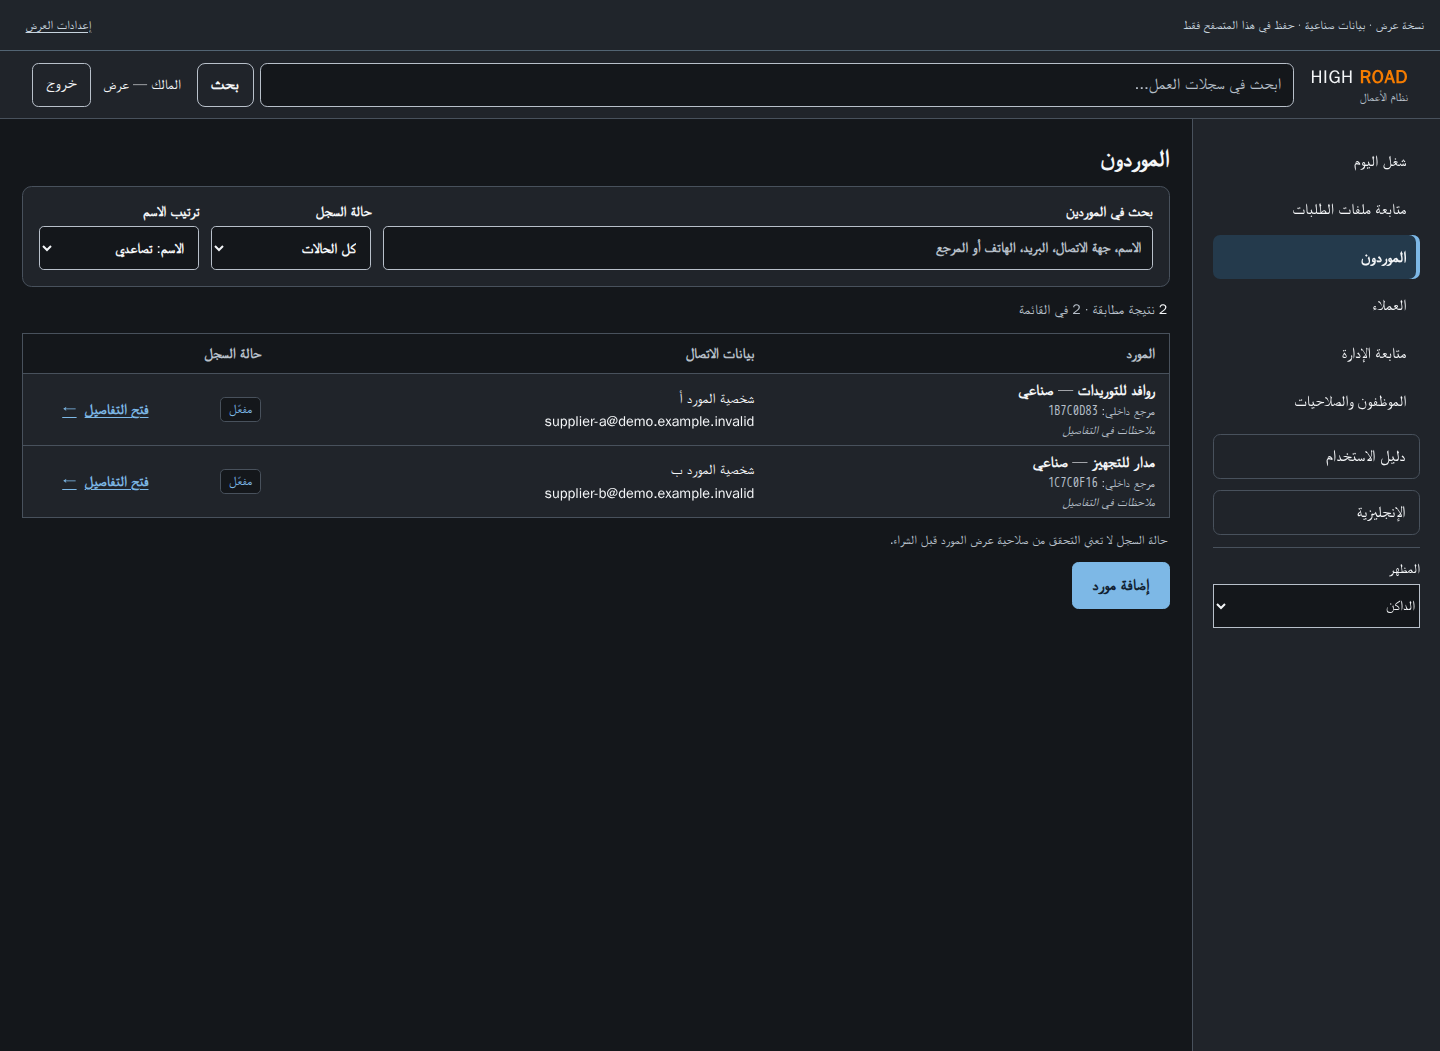 نسخة عرض · بيانات صناعية · حفظ في هذا المتصفح فقط
إعدادات العرض
HIGH ROAD
نظام الأعمال
ابحث في سجلات العمل...
بحث
المالك — عرض
خروج
شغل اليوم
متابعة ملفات الطلبات
الموردون
العملاء
متابعة الإدارة
الموظفون والصلاحيات
دليل الاستخدام
الإنجليزية
المظهر
الداكن
الموردون
بحث في الموردين
حالة السجل
ترتيب الاسم
الاسم، جهة الاتصال، البريد، الهاتف أو المرجع
كل الحالات
الاسم: تصاعدي
2 نتيجة مطابقة · 2 في القائمة
المورد
بيانات الاتصال
حالة السجل
روافد للتوريدات — صناعي
مرجع داخلي: 1B7C0D83
ملاحظات في التفاصيل
شخصية المورد أ
supplier-a@demo.example.invalid
مفعّل
فتح التفاصيل ←
مدار للتجهيز — صناعي
مرجع داخلي: 1C7C0F16
ملاحظات في التفاصيل
شخصية المورد ب
supplier-b@demo.example.invalid
مفعّل
فتح التفاصيل ←
حالة السجل لا تعني التحقق من صلاحية عرض المورد قبل الشراء.
إضافة مورد